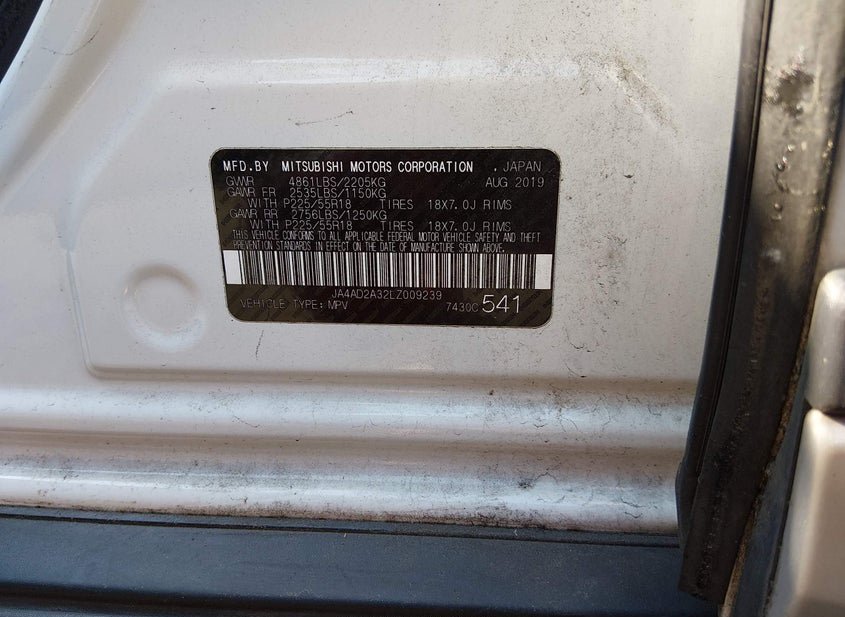 MFD.BY MITSUBISHI MOTORS CORPORATION , JAPAN
GVWR 4861LBS/2205KG AUG 2019
GAWR FR 2535LBS/1150KG
WITH P225/55R18 TIRES 18X7.0J RIMS
GAWR RR 2756LBS/1250KG
WITH P225/55R18 TIRES 18X7.0J RIMS
THIS VEHICLE CONFORMS TO ALL APPLICABLE FEDERAL MOTOR VEHICLE SAFETY AND THEFT
PREVENTION STANDARDS IN EFFECT ON THE DATE OF MANUFACTURE SHOWN ABOVE.
JA4AD2A32LZ009239
VEHICLE TYPE:MPV 7430C 541